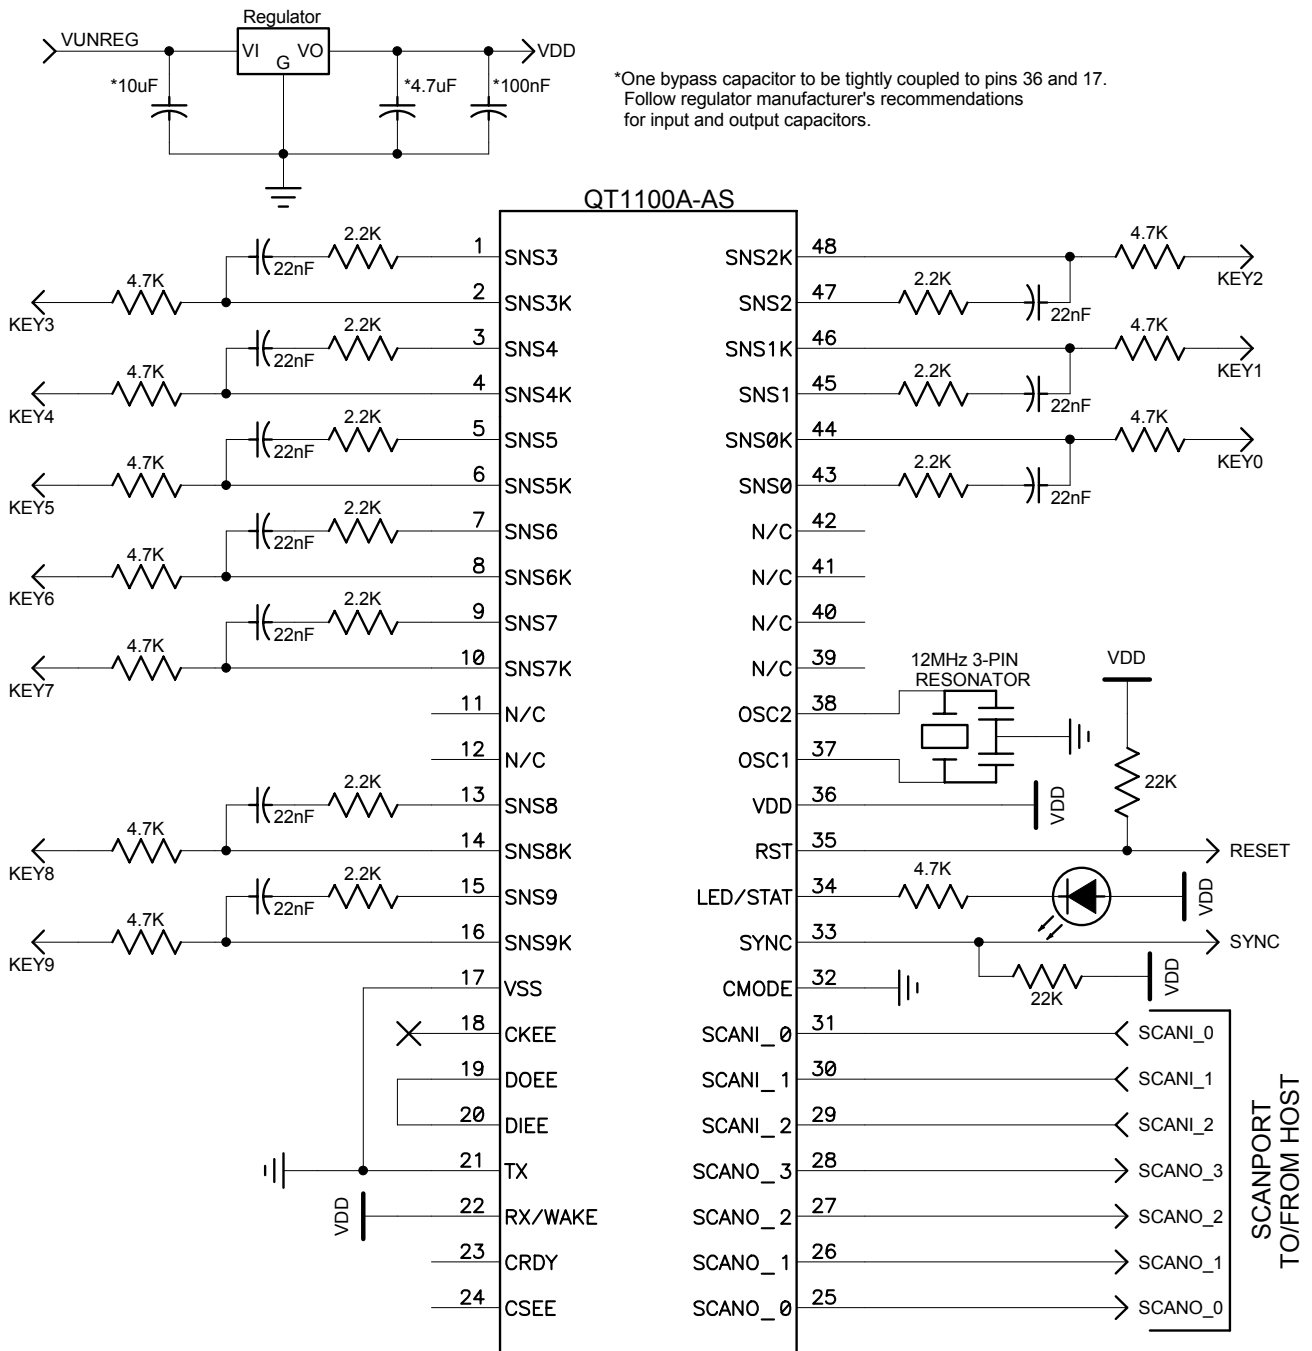 Regulator
VUNREG
VI VO
G
VDD
*10uF
*4.7uF
*100nF
*One bypass capacitor to be tightly coupled to pins 36 and 17.
Follow regulator manufacturer's recommendations
for input and output capacitors.
QT1100A-AS
2.2K
22nF
1
SNS3
4.7K
KEY3
2
SNS3K
2.2K
22nF
3
SNS4
4.7K
KEY4
4
SNS4K
2.2K
22nF
5
SNS5
4.7K
KEY5
6
SNS5K
2.2K
22nF
7
SNS6
4.7K
KEY6
8
SNS6K
2.2K
22nF
9
SNS7
4.7K
KEY7
10
SNS7K
11
N/C
12
N/C
2.2K
22nF
13
SNS8
4.7K
KEY8
14
SNS8K
2.2K
22nF
15
SNS9
4.7K
KEY9
16
SNS9K
17
VSS
18
CKEE
19
DOEE
20
DIEE
21
TX
VDD
22
RX/WAKE
23
CRDY
24
CSEE
SNS2K
48
4.7K
KEY2
SNS2
47
2.2K
22nF
SNS1K
46
4.7K
KEY1
SNS1
45
2.2K
22nF
SNS0K
44
4.7K
KEY0
SNS0
43
2.2K
22nF
N/C
42
N/C
41
N/C
40
N/C
39
12MHz 3-PIN
RESONATOR
VDD
OSC2
38
OSC1
37
22K
VDD
36
VDD
RST
35
RESET
LED/STAT
34
4.7K
VDD
SYNC
33
SYNC
22K
VDD
CMODE
32
SCANI_0
31
SCANI_0
SCANI_1
30
SCANI_1
SCANI_2
29
SCANI_2
SCANO_3
28
SCANO_3
SCANO_2
27
SCANO_2
SCANO_1
26
SCANO_1
SCANO_0
25
SCANO_0
SCANPORT
TO/FROM HOST